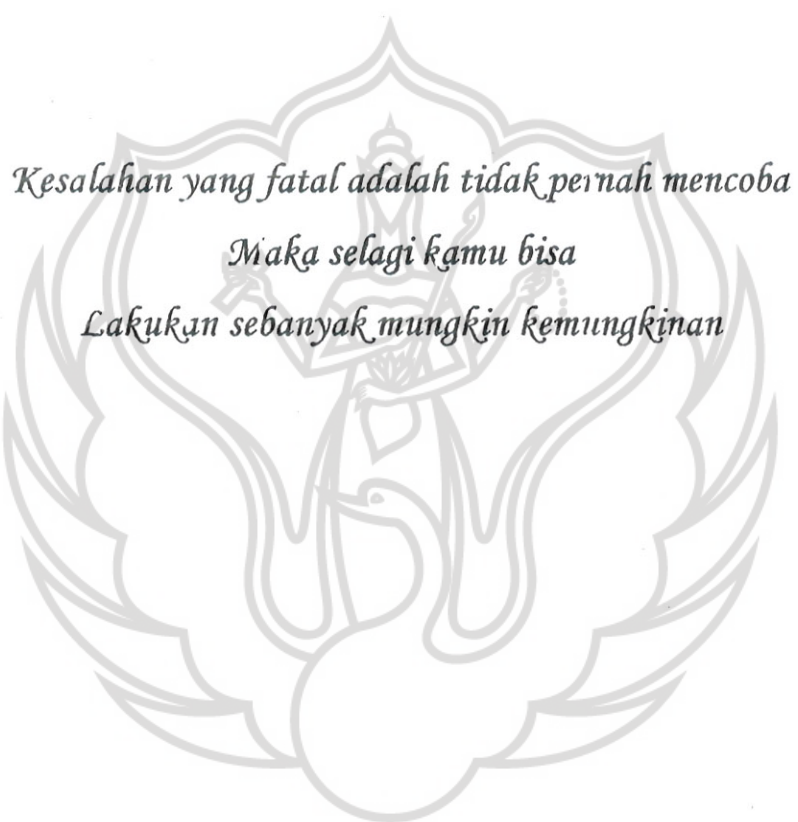 Kesalahan yang fatal adalah tidak pernah mencoba
Maka selagi kamu bisa
Lakukan sebanyak mungkin kemungkinan